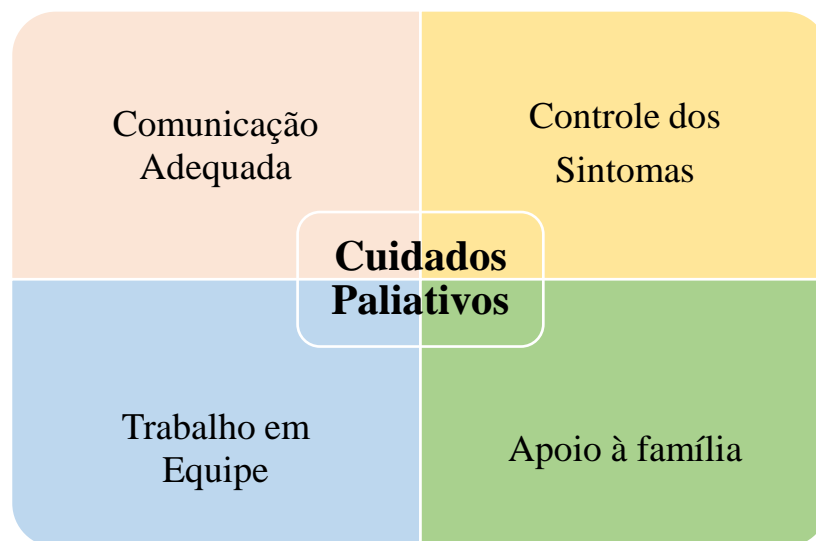 Comunicação
Adequada
Controle dos
Sintomas
Cuidados
Paliativos
Trabalho em
Equipe
Apoio à família